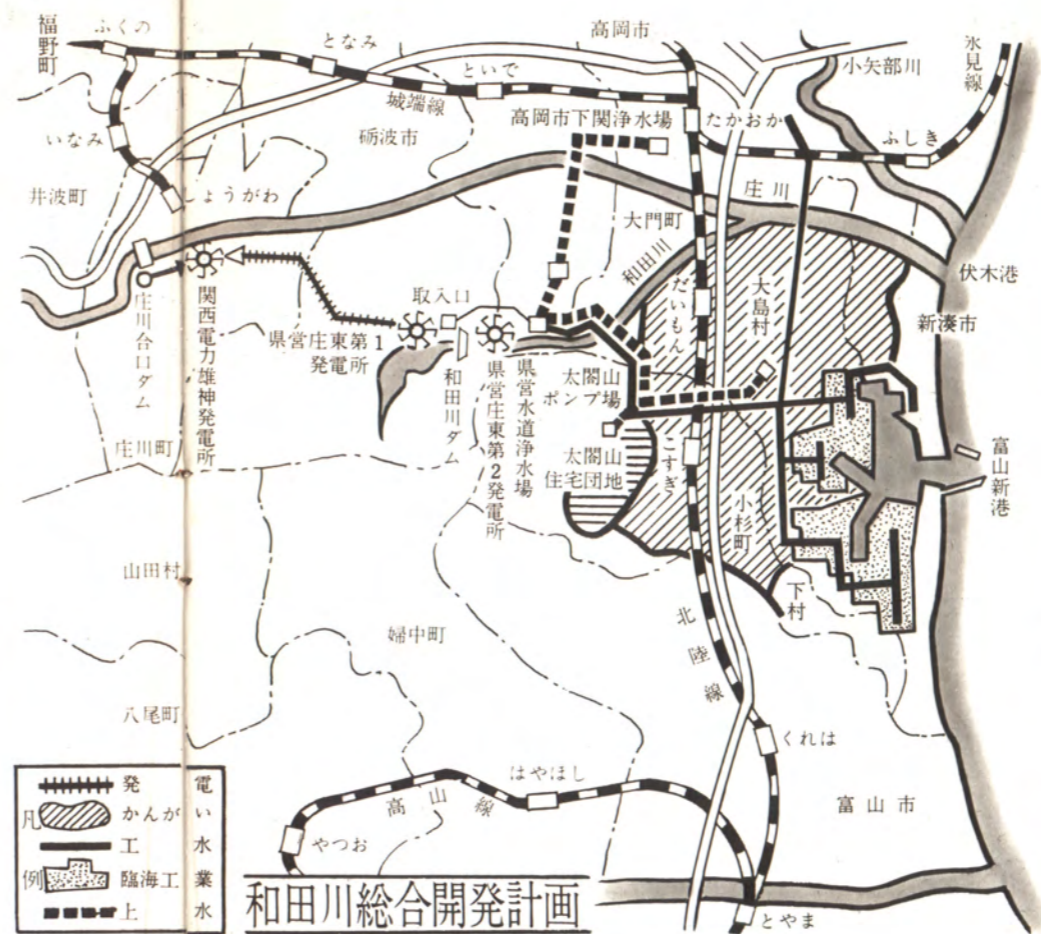 福野町
ふくの
となみ
高岡市
小矢部川
氷見線
といで
城端線
高岡市下関浄水場
たかおか
ふしき
いなみ
砺波市
井波町
しょうがわ
庄川
大門町
和田川
伏木港
庄川合口ダム
関西電力雄神発電所
県営庄東第1
発電所
取入口
和田川ダム
県営庄東第2発電所
県営水道浄水場
だいもん
大島村
新湊市
太閤山
ポンプ場
太閤山
住宅団地
こすぎ
小杉町
富山新港
庄川町
山田村
下村
婦中町
北陸線
八尾町
くれは
はやほし
高山線
やつお
富山市
とやま
凡例
発電
かんがい
工水
臨海工業
上水
和田川総合開発計画